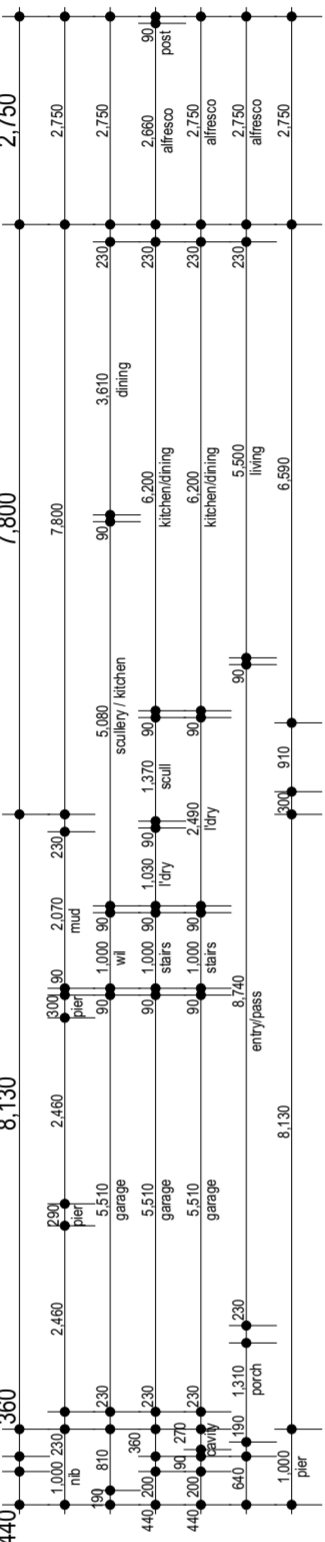 440 360 8,130 7,800 2,750
1,000 nib 230 2,460 290 pier 2,460 300 pier 90 2,070 mud 230 7,800 2,750
190 810 230 5,510 garage 90 1,000 wil 90 5,080 scullery / kitchen 90 3,610 dining 230 2,750
440 200 360 230 5,510 garage 90 1,000 stairs 90 1,030 l'dry 90 1,370 scull 90 6,200 kitchen/dining 230 2,660 alfresco 90 post
440 200 90 270 cavity 230 5,510 garage 90 1,000 stairs 90 2,490 l'dry 90 6,200 kitchen/dining 230 2,750 alfresco
640 190 1,310 porch 230 8,740 entry/pass 90 5,500 living 230 2,750 alfresco
1,000 pier 8,130 300 910 6,590 2,750